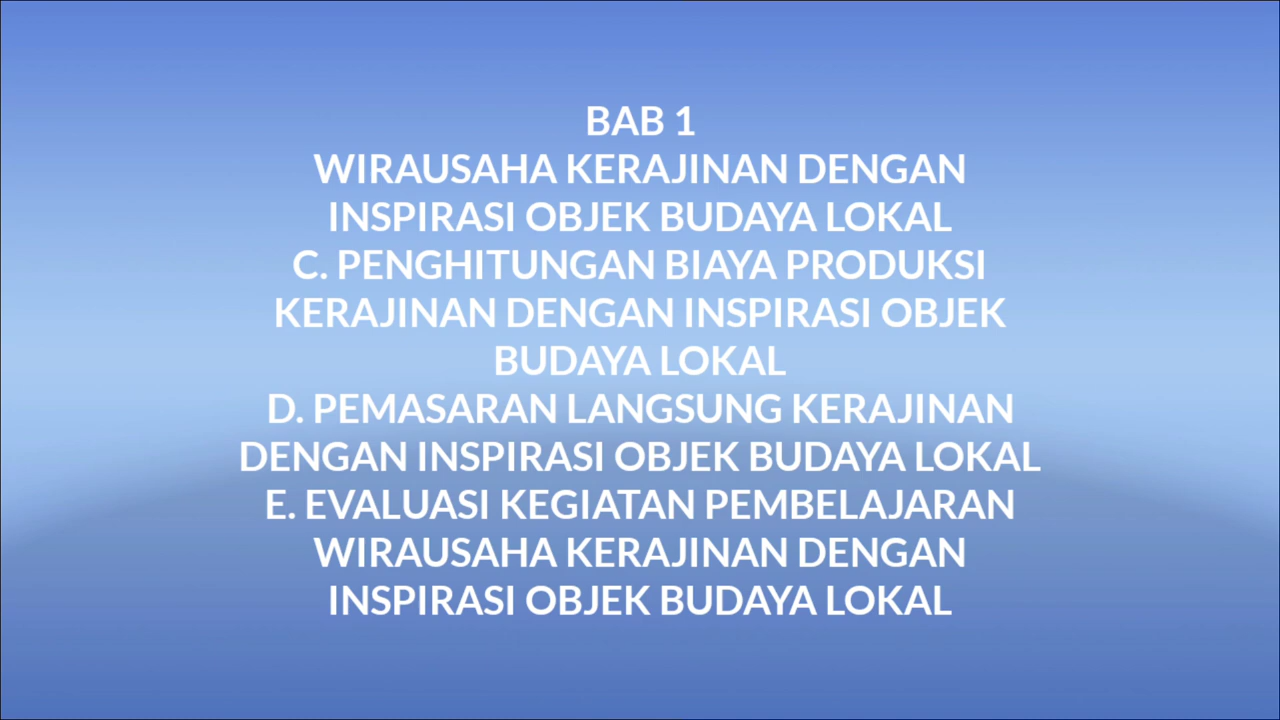 BAB 1
WIRAUSAHA KERAJINAN DENGAN
INSPIRASI OBJEK BUDAYA LOKAL
C. PENGHITUNGAN BIAYA PRODUKSI
KERAJINAN DENGAN INSPIRASI OBJEK
BUDAYA LOKAL
D. PEMASARAN LANGSUNG KERAJINAN
DENGAN INSPIRASI OBJEK BUDAYA LOKAL
E. EVALUASI KEGIATAN PEMBELAJARAN
WIRAUSAHA KERAJINAN DENGAN
INSPIRASI OBJEK BUDAYA LOKAL